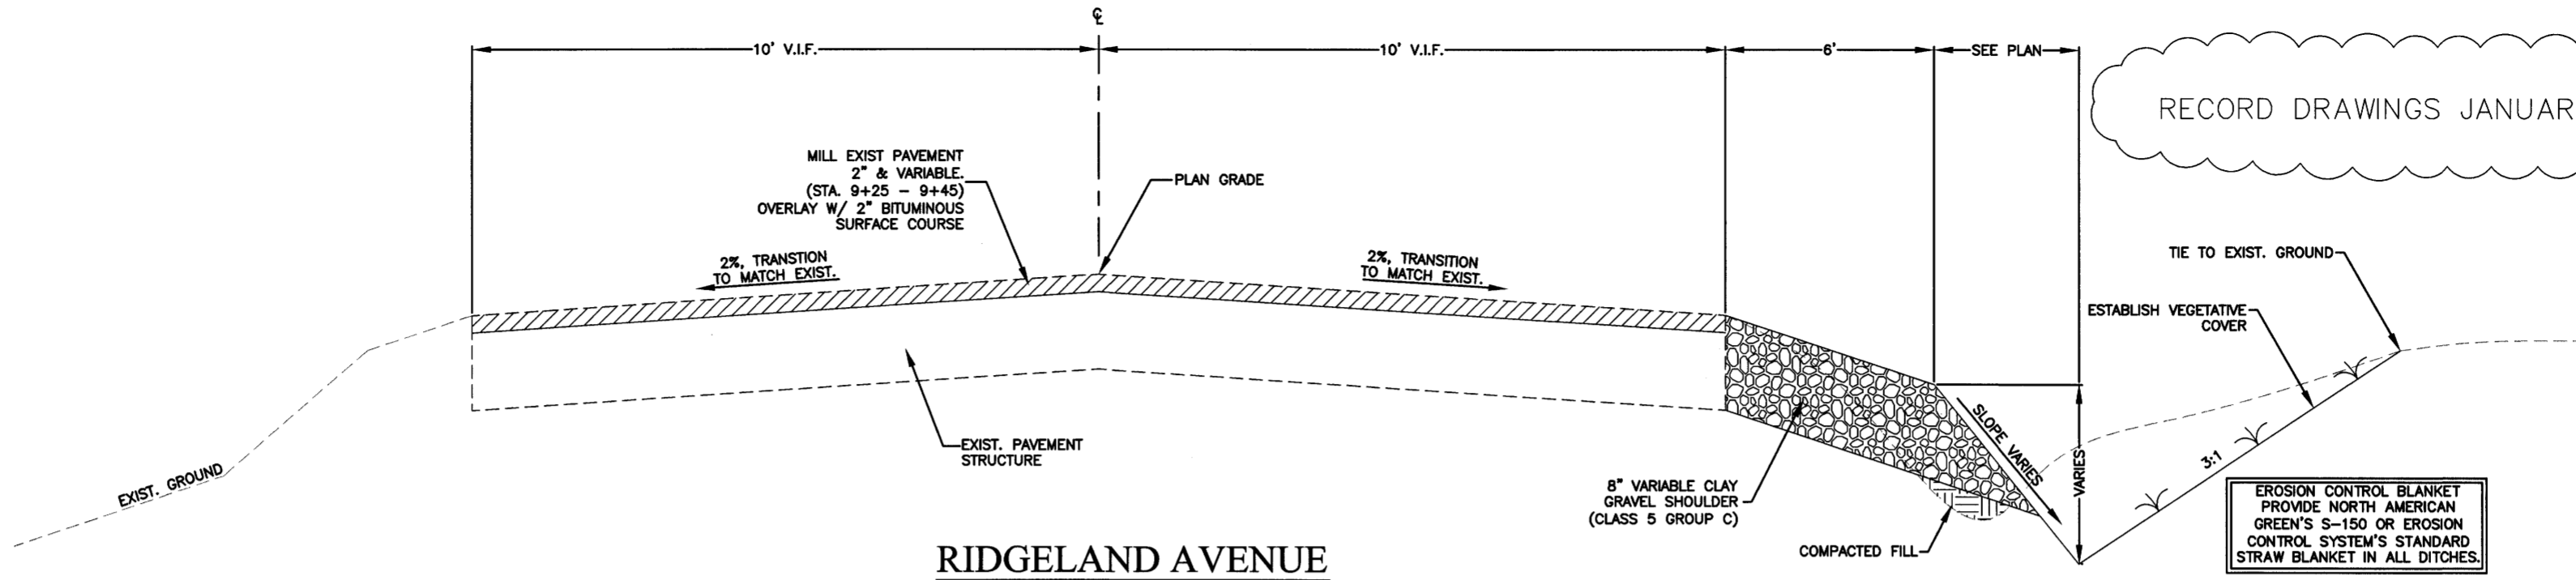 ℄
10' V.I.F.
10' V.I.F.
6'
SEE PLAN
RECORD DRAWINGS JANUAR
MILL EXIST PAVEMENT
2" & VARIABLE.
(STA. 9+25 - 9+45)
OVERLAY W/ 2" BITUMINOUS
SURFACE COURSE
PLAN GRADE
2%, TRANSTION
TO MATCH EXIST.
2%, TRANSITION
TO MATCH EXIST.
TIE TO EXIST. GROUND
ESTABLISH VEGETATIVE
COVER
EXIST. GROUND
EXIST. PAVEMENT
STRUCTURE
8" VARIABLE CLAY
GRAVEL SHOULDER
(CLASS 5 GROUP C)
SLOPE VARIES
VARIES
3:1
COMPACTED FILL
EROSION CONTROL BLANKET
PROVIDE NORTH AMERICAN
GREEN'S S-150 OR EROSION
CONTROL SYSTEM'S STANDARD
STRAW BLANKET IN ALL DITCHES.
RIDGELAND AVENUE